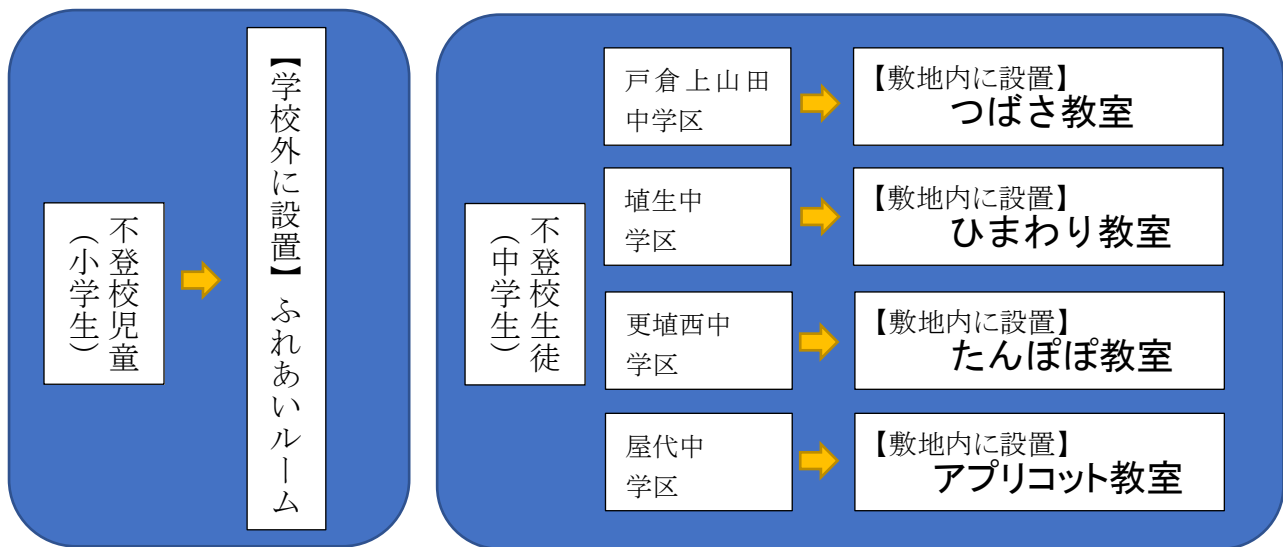 不登校児童
(小学生)
【学校外に設置】ふれあいルーム
不登校生徒
(中学生)
戸倉上山田
中学区
【敷地内に設置】
つばさ教室
埴生中
学区
【敷地内に設置】
ひまわり教室
更埴西中
学区
【敷地内に設置】
たんぽぽ教室
屋代中
学区
【敷地内に設置】
アプリコット教室